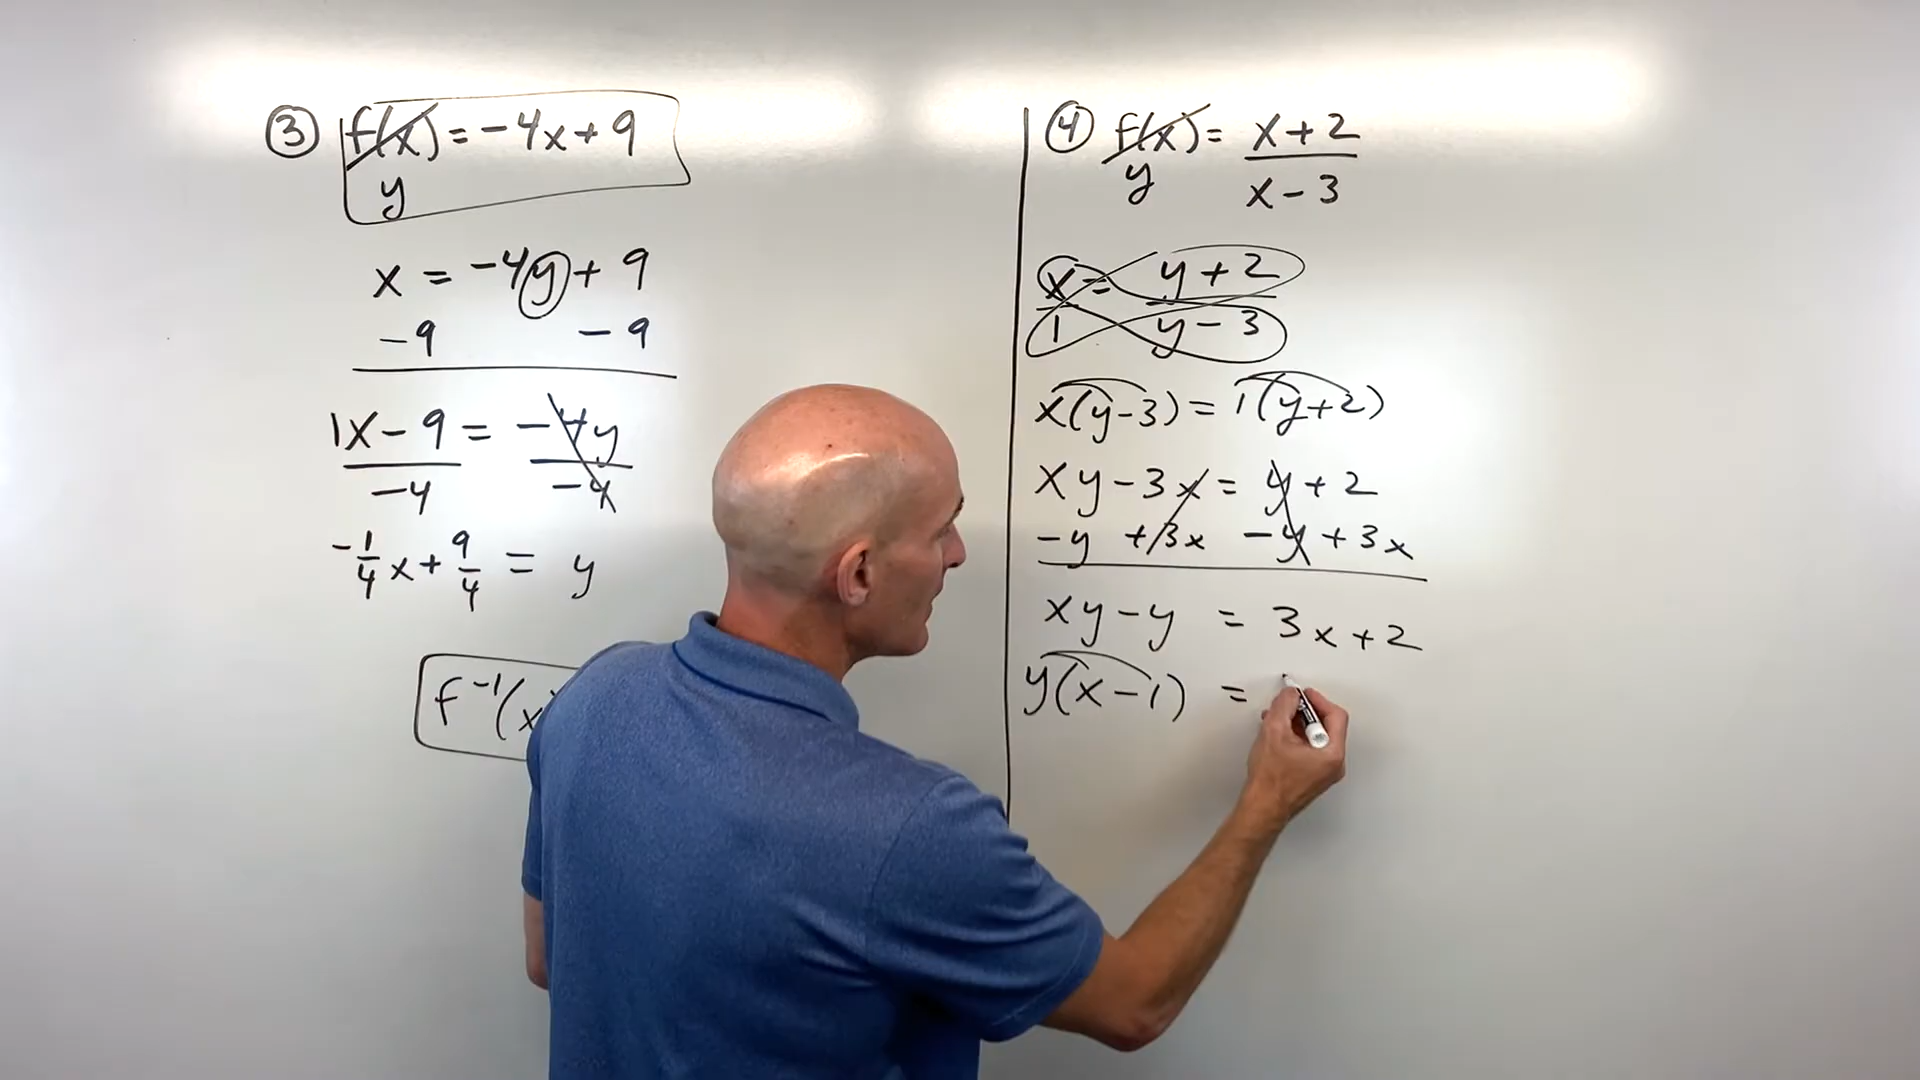 ③ f(x) = -4x + 9
y
x = -4y + 9
-9 -9
1x - 9 = -4y
-4 -4
-1/4 x + 9/4 = y
f⁻¹(x)
④ f(x) = x + 2
y x - 3
x = y + 2
1 y - 3
x(y-3) = 1(y+2)
xy - 3x = y + 2
-y +3x -y + 3x
xy - y = 3x + 2
y(x - 1) =